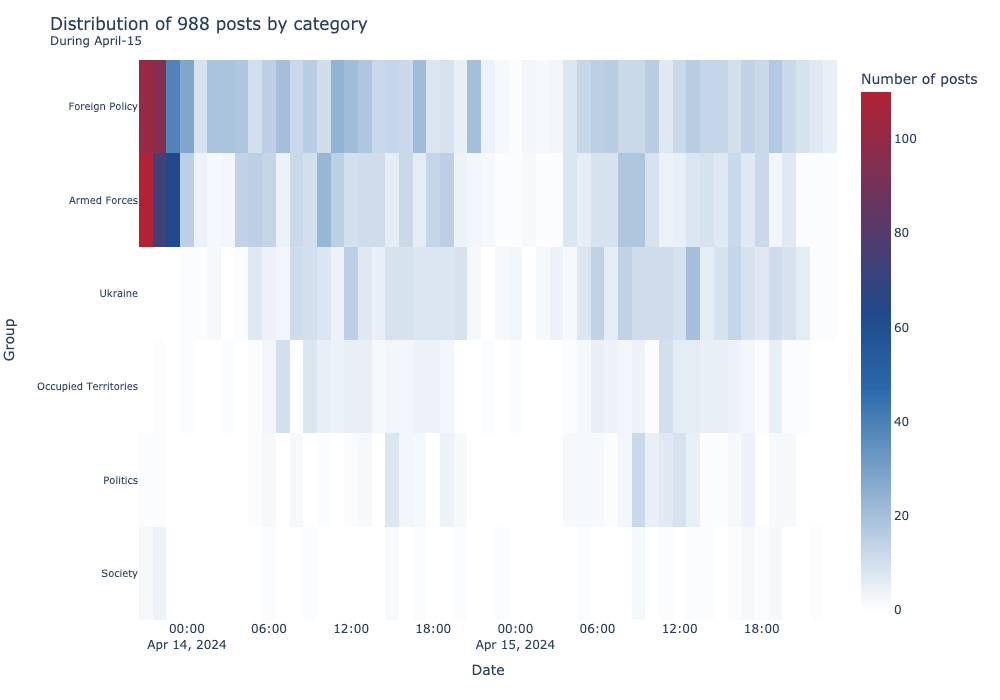 Distribution of 988 posts by category
During April-15
Number of posts
Foreign Policy
Armed Forces
Ukraine
Occupied Territories
Politics
Society
Group
100
80
60
40
20
0
00:00 06:00 12:00 18:00 00:00 06:00 12:00 18:00
Apr 14, 2024 Apr 15, 2024
Date